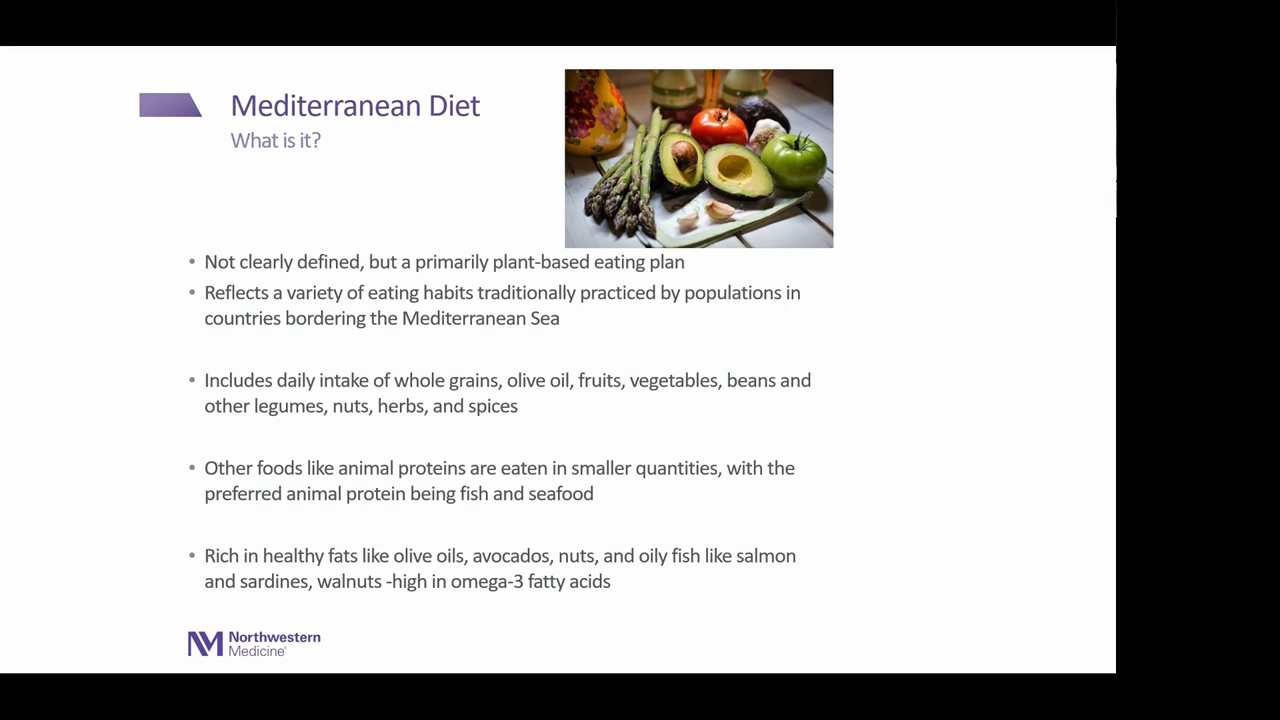 Mediterranean Diet
What is it?
• Not clearly defined, but a primarily plant-based eating plan
• Reflects a variety of eating habits traditionally practiced by populations in
countries bordering the Mediterranean Sea
• Includes daily intake of whole grains, olive oil, fruits, vegetables, beans and
other legumes, nuts, herbs, and spices
• Other foods like animal proteins are eaten in smaller quantities, with the
preferred animal protein being fish and seafood
• Rich in healthy fats like olive oils, avocados, nuts, and oily fish like salmon
and sardines, walnuts -high in omega-3 fatty acids
NM Northwestern
Medicine